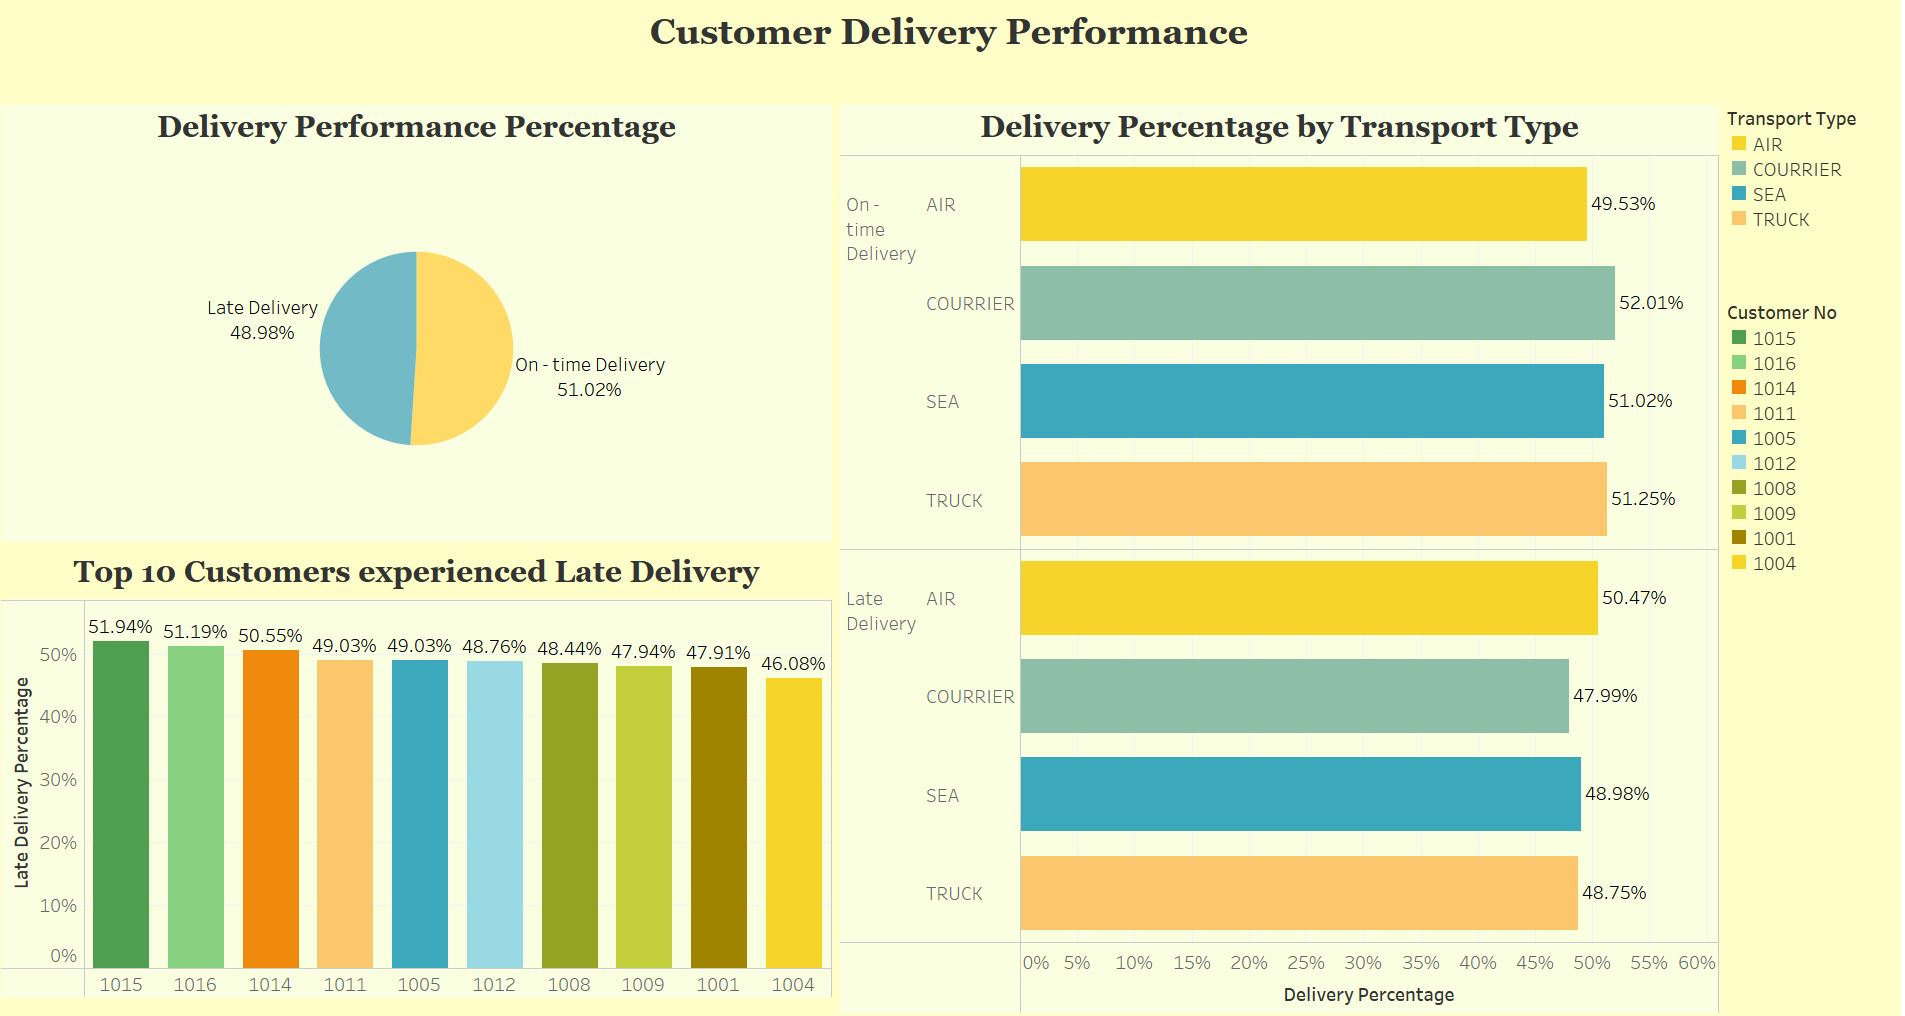 Customer Delivery Performance
Delivery Performance Percentage
Late Delivery
48.98%
On - time Delivery
51.02%
Top 10 Customers experienced Late Delivery
Late Delivery Percentage
50%
40%
30%
20%
10%
0%
51.94%
51.19%
50.55%
49.03%
49.03%
48.76%
48.44%
47.94%
47.91%
46.08%
1015
1016
1014
1011
1005
1012
1008
1009
1001
1004
Delivery Percentage by Transport Type
On -
time
Delivery
AIR
49.53%
COURRIER
52.01%
SEA
51.02%
TRUCK
51.25%
Late
Delivery
AIR
50.47%
COURRIER
47.99%
SEA
48.98%
TRUCK
48.75%
0% 5% 10% 15% 20% 25% 30% 35% 40% 45% 50% 55% 60%
Delivery Percentage
Transport Type
AIR
COURRIER
SEA
TRUCK
Customer No
1015
1016
1014
1011
1005
1012
1008
1009
1001
1004